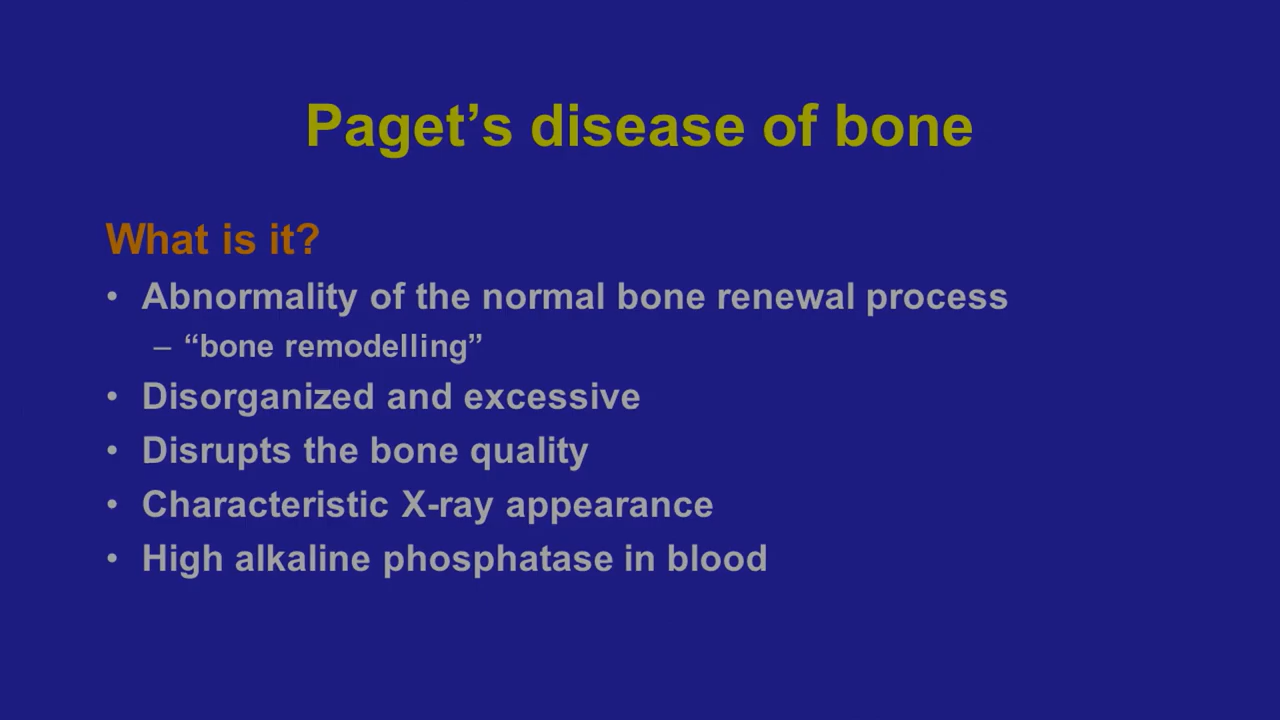 Paget’s disease of bone
What is it?
• Abnormality of the normal bone renewal process
– “bone remodelling”
• Disorganized and excessive
• Disrupts the bone quality
• Characteristic X-ray appearance
• High alkaline phosphatase in blood